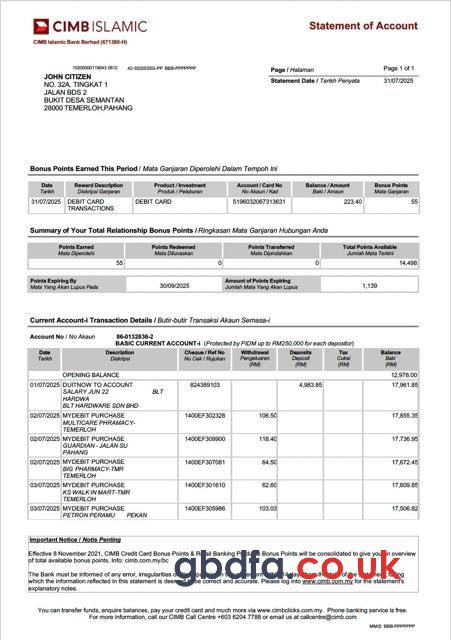 CIMB ISLAMIC
Statement of Account
CIMB Islamic Bank Berhad (671380-H)
10200000119043 0612 42-SSSSSSS-PP BBB-PPPPPPP
JOHN CITIZEN
NO. 32A. TINGKAT 1
JALAN BDS 2
BUKIT DESA SEMANTAN
28000 TEMERLOH,PAHANG
Page / Halaman Page 1 of 1
Statement Date / Tarikh Penyata 31/07/2025
Bonus Points Earned This Period / Mata Ganjaran Diperolehi Dalam Tempoh Ini
Date Reward Description Product / Investment Account / Card No Balance / Amount Bonus Points
Tarikh Diskripsi Ganjaran Produk / Pelaburan No Akaun / Kad Baki / Amaun Mata Ganjaran
31/07/2025 DEBIT CARD DEBIT CARD 5196032067313631 223.40 55
TRANSACTIONS
Summary of Your Total Relationship Bonus Points / Ringkasan Mata Ganjaran Hubungan Anda
Points Earned Points Redeemed Points Transferred Total Points Available
Mata Diperolehi Mata Ditunaikan Mata Dipindahkan Jumlah Mata Terkini
55 0 0 14,498
Points Expiring By 30/09/2025 Amount of Points Expiring 1,139
Mata Yang Akan Lupus Pada Jumlah Mata Yang Akan Lupus
Current Account-i Transaction Details / Butir-butir Transaksi Akaun Semasa-i
Account No / No Akaun 86-0132836-2
BASIC CURRENT ACCOUNT-i (Protected by PIDM up to RM250,000 for each depositor)
Date Description Cheque / Ref No Withdrawal Deposits Tax Balance
Tarikh Diskripsi No Cek / Rujukan Pengeluaran Deposit Cukai Baki
(RM) (RM) (RM) (RM)
OPENING BALANCE 12,978.00
01/07/2025 DUITNOW TO ACCOUNT 824389103 4,983.85 17,961.85
SALARY JUN 22 BLT
HARDWA
BLT HARDWARE SDN BHD
02/07/2025 MYDEBIT PURCHASE 1400EF302328 106.50 17,855.35
MULTICARE PHRAMACY-
TEMERLOH
02/07/2025 MYDEBIT PURCHASE 1400EF309900 118.40 17,736.95
GUARDIAN - JALAN SU
PAHANG
02/07/2025 MYDEBIT PURCHASE 1400EF307081 64.50 17,672.45
BIG PHARMACY-TMR
TEMERLOH
03/07/2025 MYDEBIT PURCHASE 1400EF301610 62.60 17,609.85
KS WALK IN MART-TMR
TEMERLOH
03/07/2025 MYDEBIT PURCHASE 1400EF305986 103.03 17,506.82
PETRON PERAMU PEKAN
Important Notice / Notis Penting
Effective 8 November 2021, CIMB Credit Card Bonus Points & Retail Banking Bonus Points will be consolidated to give you an overview
of total available bonus points. Info: cimb.com.my/bc
The Bank must be informed of any error, irregularities or from the date of the
which the information reflected in this statement is deemed to be correct and accurate. Please log into www.cimb.com.my for the statement's
explanatory notes.
gbdfa.co.uk
You can transfer funds, enquire balances, pay your credit card and much more via www.cimbclicks.com.my. Phone banking service is free.
For more information, call our CIMB Call Centre +603 6204 7788 or email us at callcentre@cimb.com
MM/S BBB-PPPPPPP